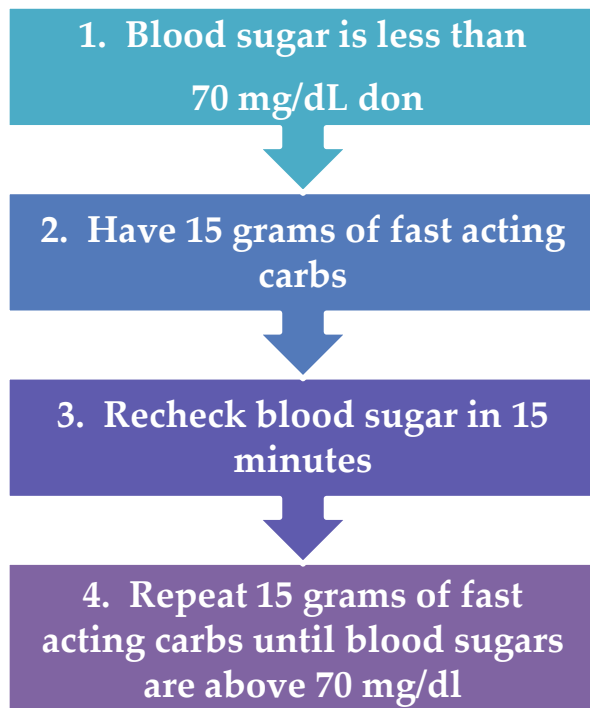 1. Blood sugar is less than
70 mg/dL don
2. Have 15 grams of fast acting
carbs
3. Recheck blood sugar in 15
minutes
4. Repeat 15 grams of fast
acting carbs until blood sugars
are above 70 mg/dl